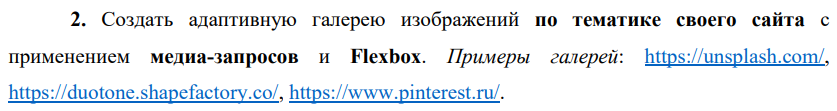 2. Создать адаптивную галерею изображений по тематике своего сайта с
применением медиа-запросов и Flexbox. Примеры галерей: https://unsplash.com/,
https://duotone.shapefactory.co/, https://www.pinterest.ru/.